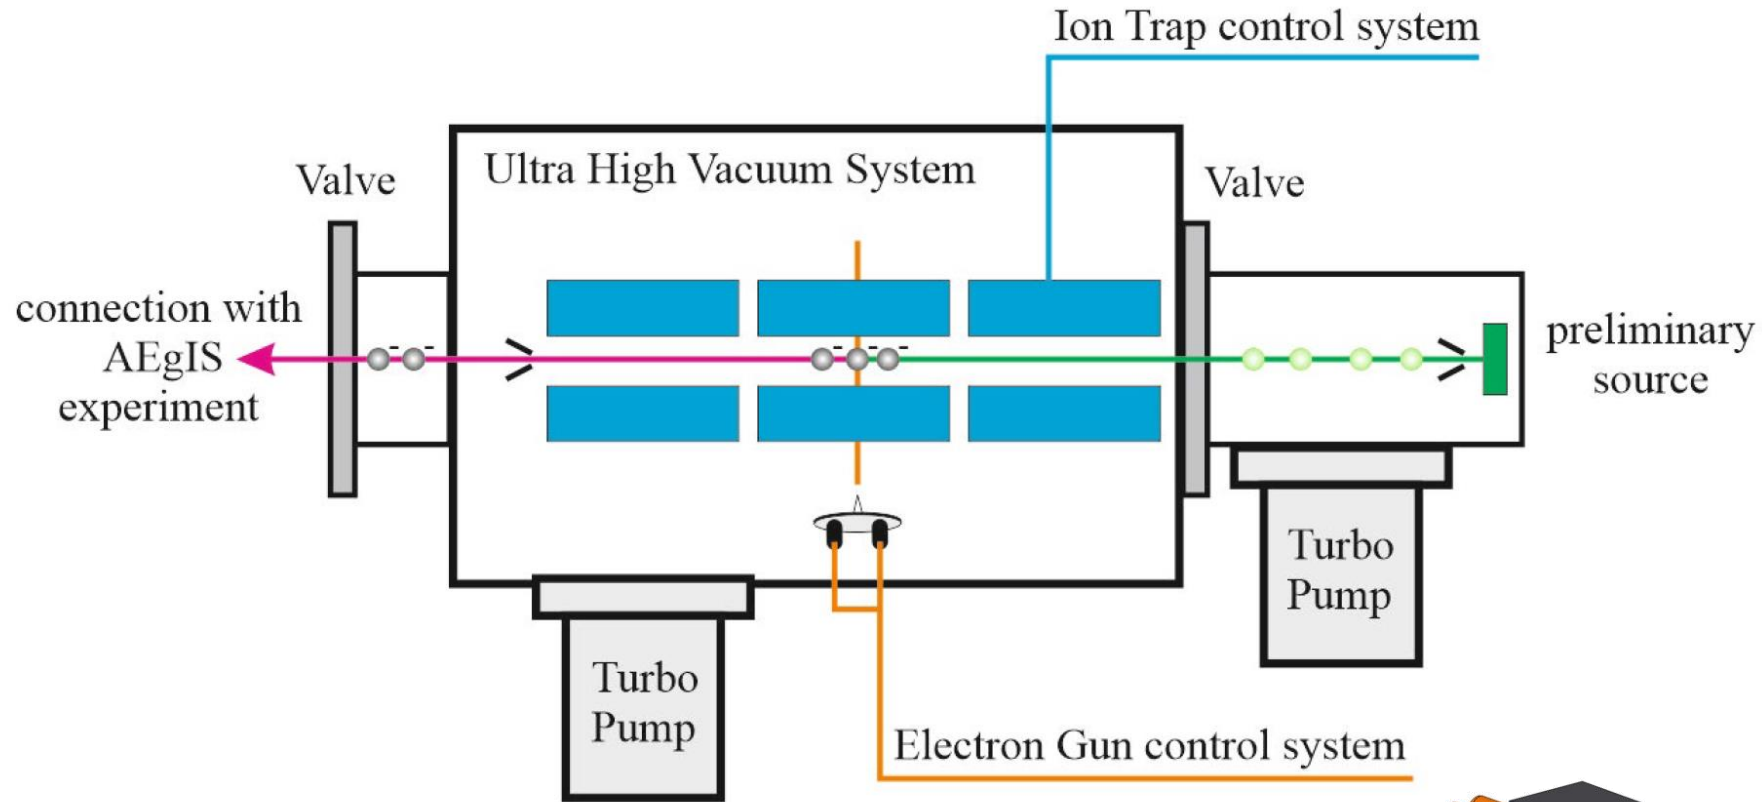 Ion Trap control system
Valve
Ultra High Vacuum System
Valve
connection with
AEgIS
experiment
preliminary
source
- -
- - -
Turbo
Pump
Turbo
Pump
Electron Gun control system